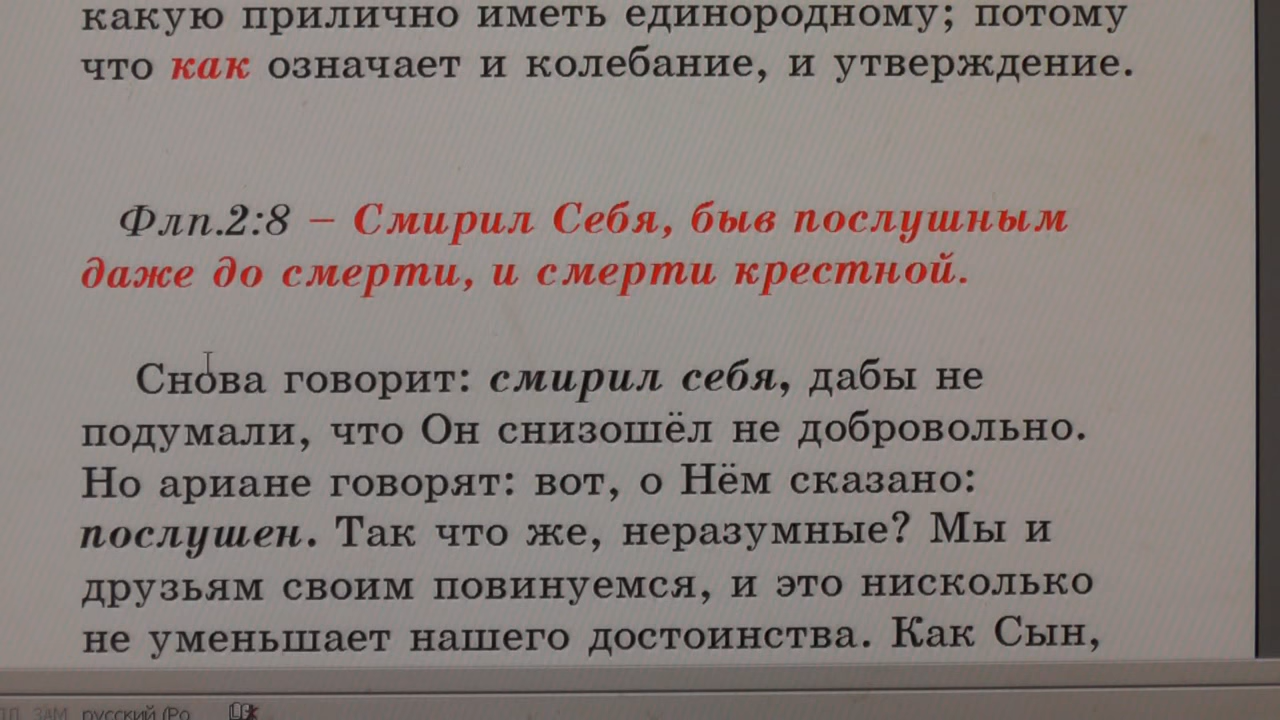 какую прилично иметь единородному; потому
что как означает и колебание, и утверждение.
Флп.2:8 – Смирил Себя, быв послушным
даже до смерти, и смерти крестной.
Снова говорит: смирил себя, дабы не
подумали, что Он снизошёл не добровольно.
Но ариане говорят: вот, о Нём сказано:
послушен. Так что же, неразумные? Мы и
друзьям своим повинуемся, и это нисколько
не уменьшает нашего достоинства. Как Сын,
ЗАМ русский (Ро